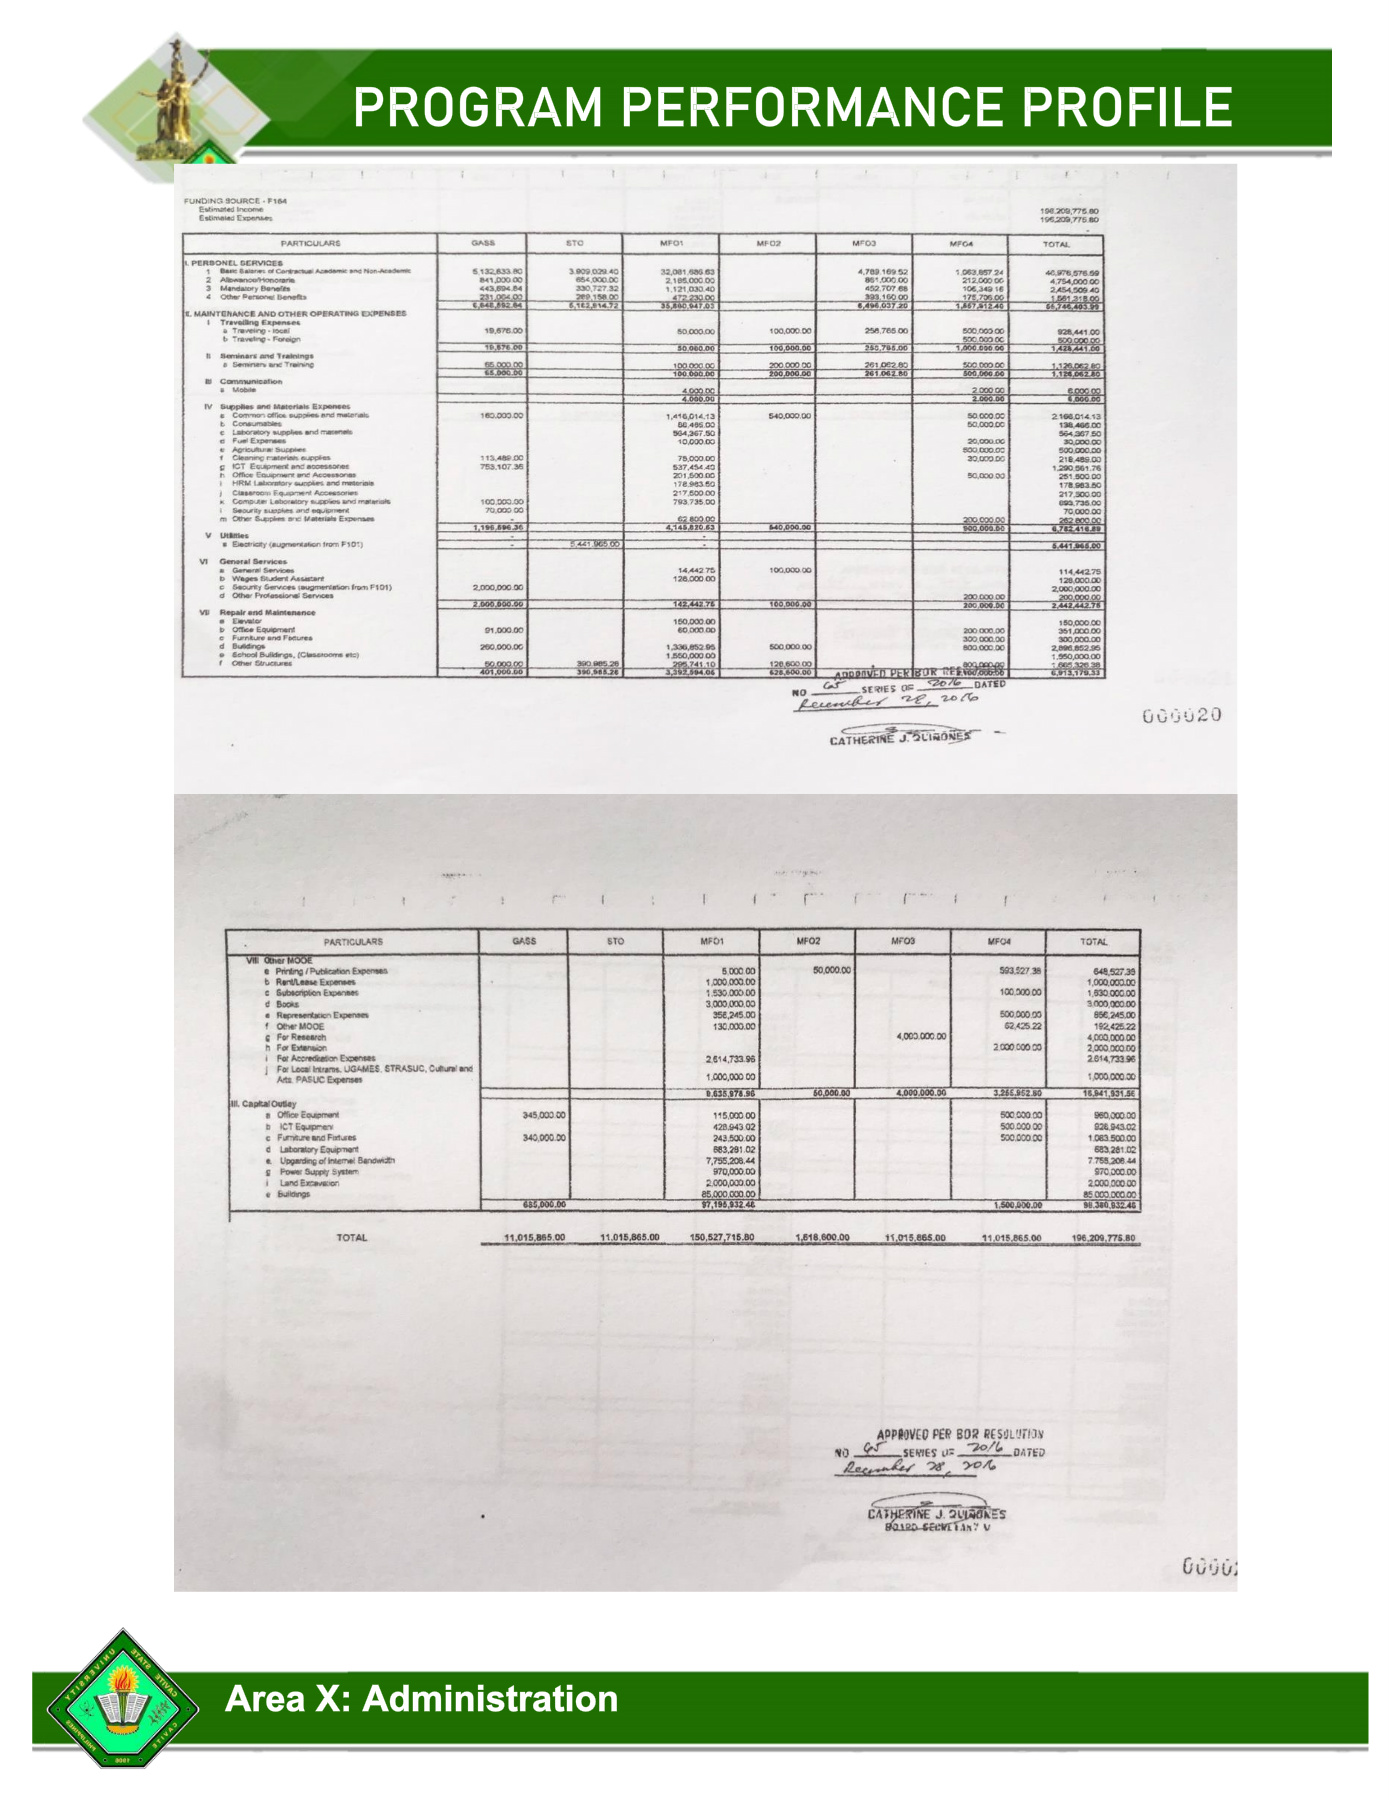 PROGRAM PERFORMANCE PROFILE
FUNDING SOURCE - F164
Estimated Income 196,209,775.80
Estimated Expenses 196,209,775.80
PARTICULARS GASS STO MFO1 MFO2 MFO3 MFO4 TOTAL
I. PERSONEL SERVICES
1 Basic Salaries of Contractual Academic and Non-Academic 5,132,833.80 3,909,029.40 32,081,686.63 4,789,169.52 1,063,857.24 46,976,576.59
2 Allowance/Honoraria 841,000.00 654,000.00 2,185,000.00 861,000.00 212,000.00 4,754,000.00
3 Mandatory Benefits 443,694.84 330,727.32 1,121,030.40 452,707.68 106,349.16 2,454,509.40
4 Other Personel Benefits 231,064.00 289,158.00 472,230.00 393,160.00 175,706.00 1,561,318.00
II. MAINTENANCE AND OTHER OPERATING EXPENSES
I Travelling Expenses
a Traveling - local 19,676.00 50,000.00 100,000.00 258,765.00 500,000.00 928,441.00
b Traveling - Foreign 500,000.00 500,000.00
19,676.00 50,000.00 100,000.00 1,000,000.00 1,428,441.00
II Seminars and Trainings
a Seminars and Training 65,000.00 100,000.00 200,000.00 261,062.80 500,000.00 1,126,062.80
65,000.00 100,000.00 200,000.00 261,062.80 500,000.00 1,126,062.80
III Communication
a Mobile 4,000.00 2,000.00 6,000.00
4,000.00 2,000.00 6,000.00
IV Supplies and Materials Expenses
a Common office supplies and materials 160,000.00 1,416,014.13 540,000.00 50,000.00 2,166,014.13
b Consumables 88,466.00 50,000.00 138,466.00
c Laboratory supplies and materials 564,367.50 564,367.50
d Fuel Expenses 10,000.00 20,000.00 30,000.00
e Agricultural Supplies 500,000.00 500,000.00
f Cleaning materials supplies 113,489.00 75,000.00 30,000.00 218,489.00
g ICT Equipment and accessories 753,107.36 537,454.40 1,290,561.76
h Office Equipment and Accessories 201,500.00 50,000.00 251,500.00
i HRM Laboratory supplies and materials 178,983.50 178,983.50
j Classroom Equipment Accessories 217,500.00 217,500.00
k Computer Laboratory supplies and materials 100,000.00 793,735.00 893,735.00
l Security supplies and equipment 70,000.00 70,000.00
m Other Supplies and Materials Expenses - 62,800.00 200,000.00 262,800.00
1,196,596.36 4,145,820.53 540,000.00 900,000.00 6,782,416.89
V Utilities - -
a Electricity (augmentation from F101) - 5,441,965.00 - 5,441,965.00
VI General Services
a General Services 14,442.75 100,000.00 114,442.75
b Wages Student Assistant 128,000.00 128,000.00
c Security Services (augmentation from F101) 2,000,000.00 2,000,000.00
d Other Professional Services 200,000.00 200,000.00
2,000,000.00 142,442.75 100,000.00 200,000.00 2,442,442.75
VII Repair and Maintenance
a Elevator 150,000.00 150,000.00
b Office Equipment 91,000.00 60,000.00 200,000.00 351,000.00
c Furniture and Fixtures 300,000.00 300,000.00
d Buildings 260,000.00 1,336,852.95 500,000.00 800,000.00 2,896,852.95
e School Buildings, (Classrooms etc) 1,550,000.00 1,550,000.00
f Other Structures 50,000.00 390,985.28 295,741.10 128,600.00 800,000.00 1,665,326.38
401,000.00 390,985.28 3,392,594.05 628,600.00 2,100,000.00 6,913,179.33
APPROVED PER BOR RES
NO 65 SERIES OF 2016 DATED
December 28, 2016
000020
CATHERINE J. QUIÑONES
PARTICULARS GASS STO MFO1 MFO2 MFO3 MFO4 TOTAL
VIII Other MOOE
a Printing / Publication Expenses 5,000.00 50,000.00 593,527.38 648,527.38
b Rent/Lease Expenses 1,000,000.00 1,000,000.00
c Subscription Expenses 1,530,000.00 100,000.00 1,630,000.00
d Books 3,000,000.00 3,000,000.00
e Representation Expenses 356,245.00 500,000.00 856,245.00
f Other MOOE 130,000.00 62,425.22 192,425.22
g For Research 4,000,000.00 4,000,000.00
h For Extension 2,000,000.00 2,000,000.00
i For Accreditation Expenses 2,614,733.96 2,614,733.96
j For Local Intrams, UGAMES, STRASUC, Cultural and
Arts, PASUC Expenses 1,000,000.00 1,000,000.00
9,635,978.96 50,000.00 4,000,000.00 3,255,952.60 16,941,931.56
III. Capital Outlay
a Office Equipment 345,000.00 115,000.00 500,000.00 960,000.00
b ICT Equipment 428,943.02 500,000.00 928,943.02
c Furniture and Fixtures 340,000.00 243,500.00 500,000.00 1,083,500.00
d Laboratory Equipment 683,281.02 683,281.02
e. Upgarding of Internet Bandwidth 7,755,208.44 7,755,208.44
g Power Supply System 970,000.00 970,000.00
i Land Excavation 2,000,000.00 2,000,000.00
e Buildings 85,000,000.00 85,000,000.00
685,000.00 97,195,932.48 1,500,000.00 99,380,932.48
TOTAL 11,015,865.00 11,015,865.00 150,527,715.80 1,618,600.00 11,015,865.00 11,015,865.00 196,209,775.80
APPROVED PER BOR RESOLUTION
NO 65 SERIES OF 2016 DATED
December 28, 2016
CATHERINE J. QUIÑONES
BOARD SECRETARY V
0000
CAVITE STATE UNIVERSITY
CAVITE
PHILIPPINES
1906
Area X: Administration